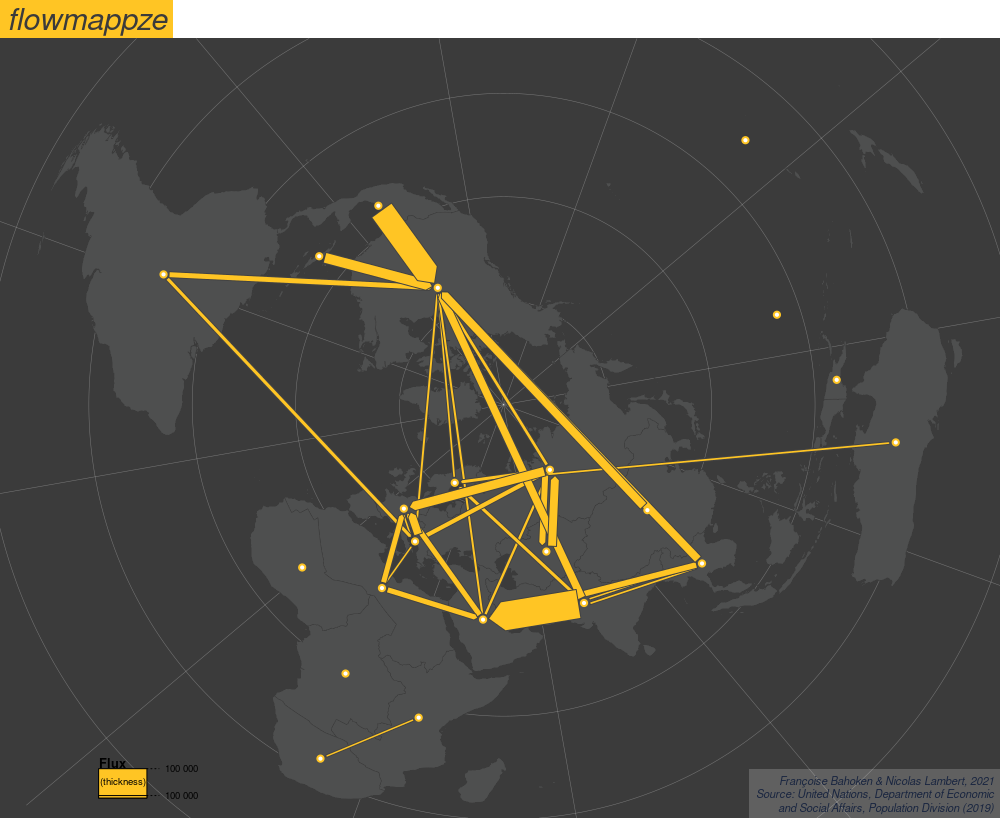 flowmappze
Flux
100 000
(thickness)
100 000
Françoise Bahoken & Nicolas Lambert, 2021
Source: United Nations, Department of Economic
and Social Affairs, Population Division (2019)